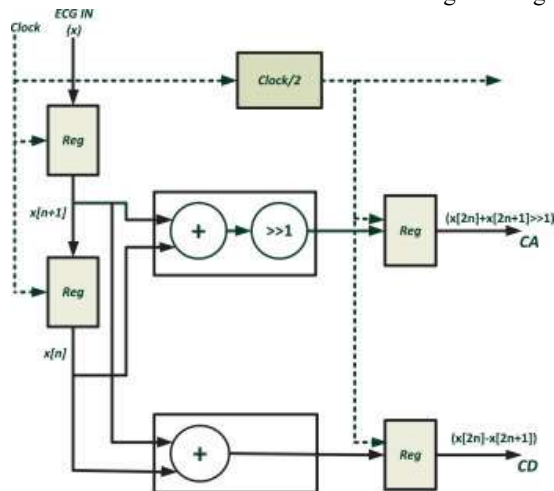 Clock
ECG IN
(x)
Clock/2
Reg
x[n+1]
+
>>1
Reg
(x[2n]+x[2n+1]>>1)
CA
Reg
x[n]
+
Reg
(x[2n]-x[2n+1])
CD